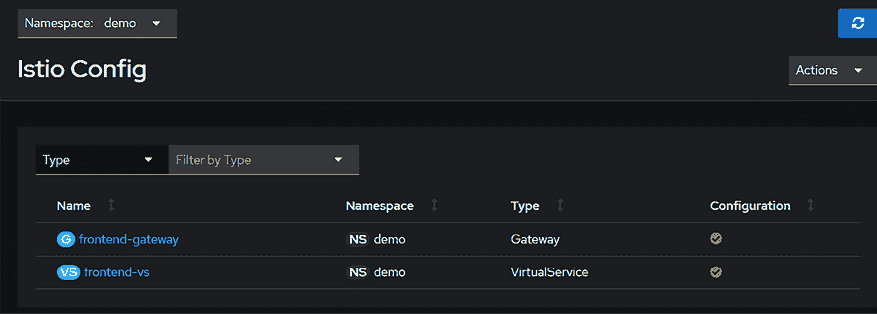 Namespace: demo
Istio Config
Actions
Type Filter by Type
Name Namespace Type Configuration
G frontend-gateway NS demo Gateway
VS frontend-vs NS demo VirtualService